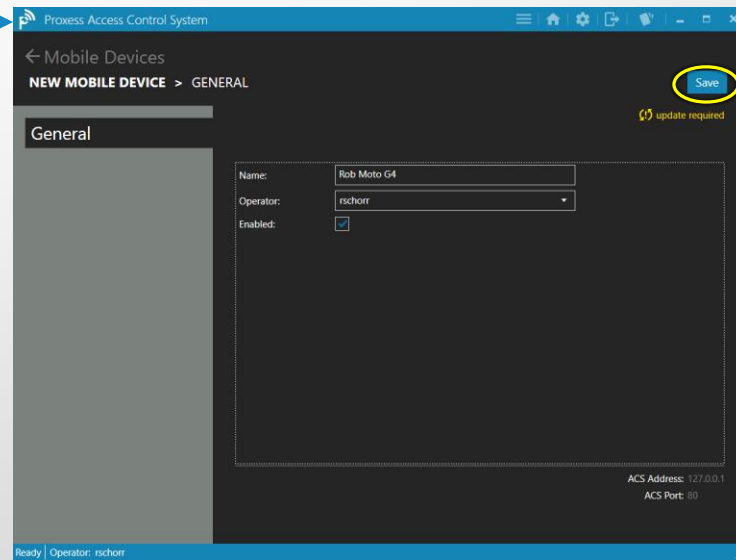 Proxess Access Control System
Mobile Devices
NEW MOBILE DEVICE > GENERAL
Save
update required
General
Name: Rob Moto G4
Operator: rschorr
Enabled:
ACS Address: 127.0.0.1
ACS Port: 80
Ready | Operator: rschorr